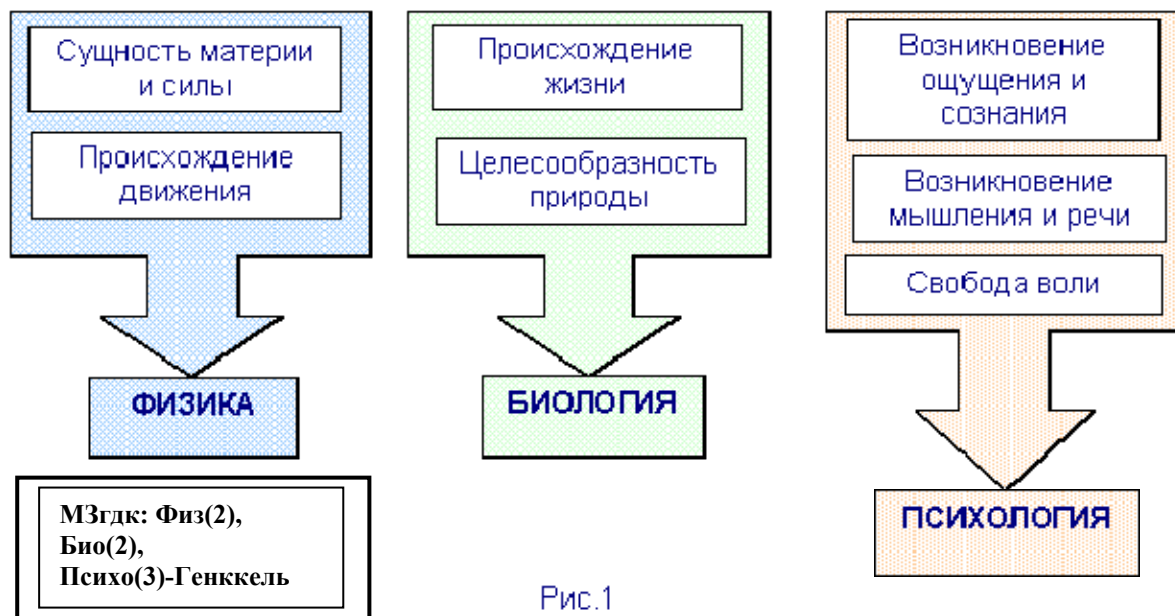 Сущность материи
и силы
Происхождение
движения
ФИЗИКА
Происхождение
жизни
Целесообразность
природы
БИОЛОГИЯ
Возникновение
ощущения и
сознания
Возникновение
мышления и речи
Свобода воли
ПСИХОЛОГИЯ
МЗгдк: Физ(2),
Био(2),
Психо(3)-Генккель
Рис.1